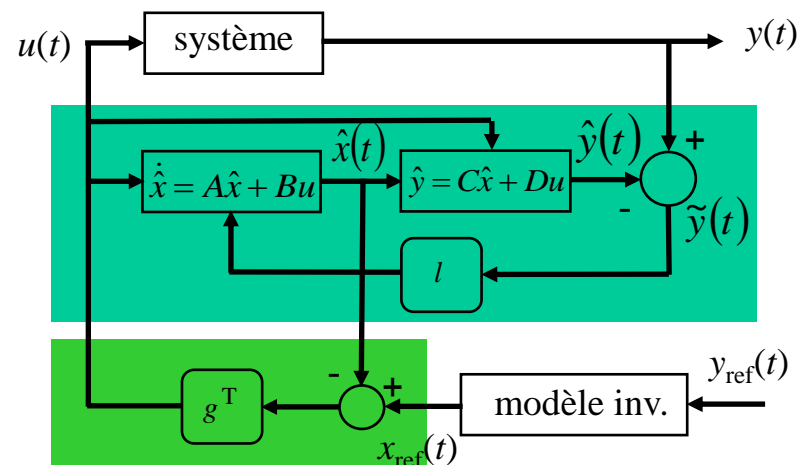 u(t)
système
y(t)
x̂(t)
ŷ(t)
+
-
ỹ(t)
ẋ̂ = Ax̂ + Bu
ŷ = Cx̂ + Du
l
-
+
g^T
x_ref(t)
modèle inv.
y_ref(t)